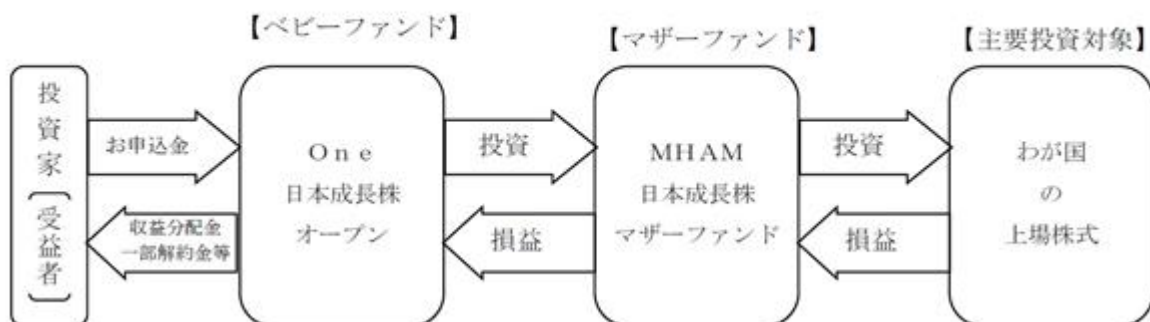 【ベビーファンド】
【マザーファンド】
【主要投資対象】
投資家(受益者)
お申込金
収益分配金
一部解約金等
One
日本成長株
オープン
投資
損益
MHAM
日本成長株
マザーファンド
投資
損益
わが国
の
上場株式